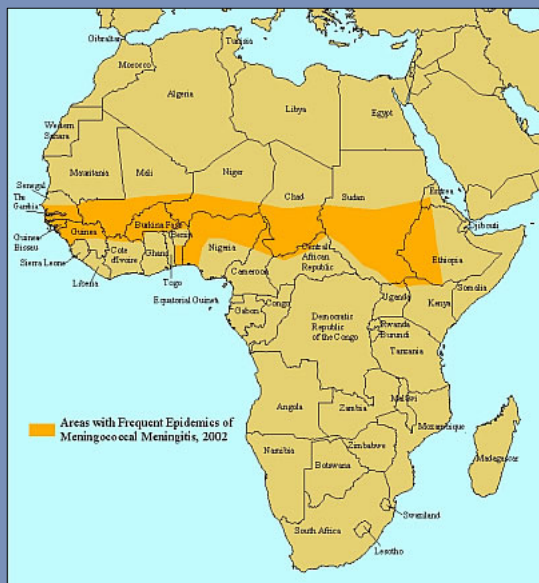 Gibraltar
Tunisia
Morocco
Algeria
Libya
Egypt
Western
Sahara
Mauritania
Mali
Niger
Chad
Sudan
Eritrea
Senegal
The
Gambia
Djibouti
Guinea
Bissau
Guinea
Burkina Faso
Benin
Nigeria
Sierra Leone
Cote
d'Ivoire
Ghana
Central
African
Republic
Ethiopia
Liberia
Togo
Cameroon
Equatorial Guinea
Somolia
Uganda
Kenya
Gabon
Congo
Democratic
Republic
of the Congo
Rwanda
Burundi
Tanzania
Angola
Zambia
Malawi
Mozambique
Areas with Frequent Epidemics of
Meningococcal Meningitis, 2002
Zimbabwe
Namibia
Botswana
Madagascar
Swaziland
South Africa
Lesotho